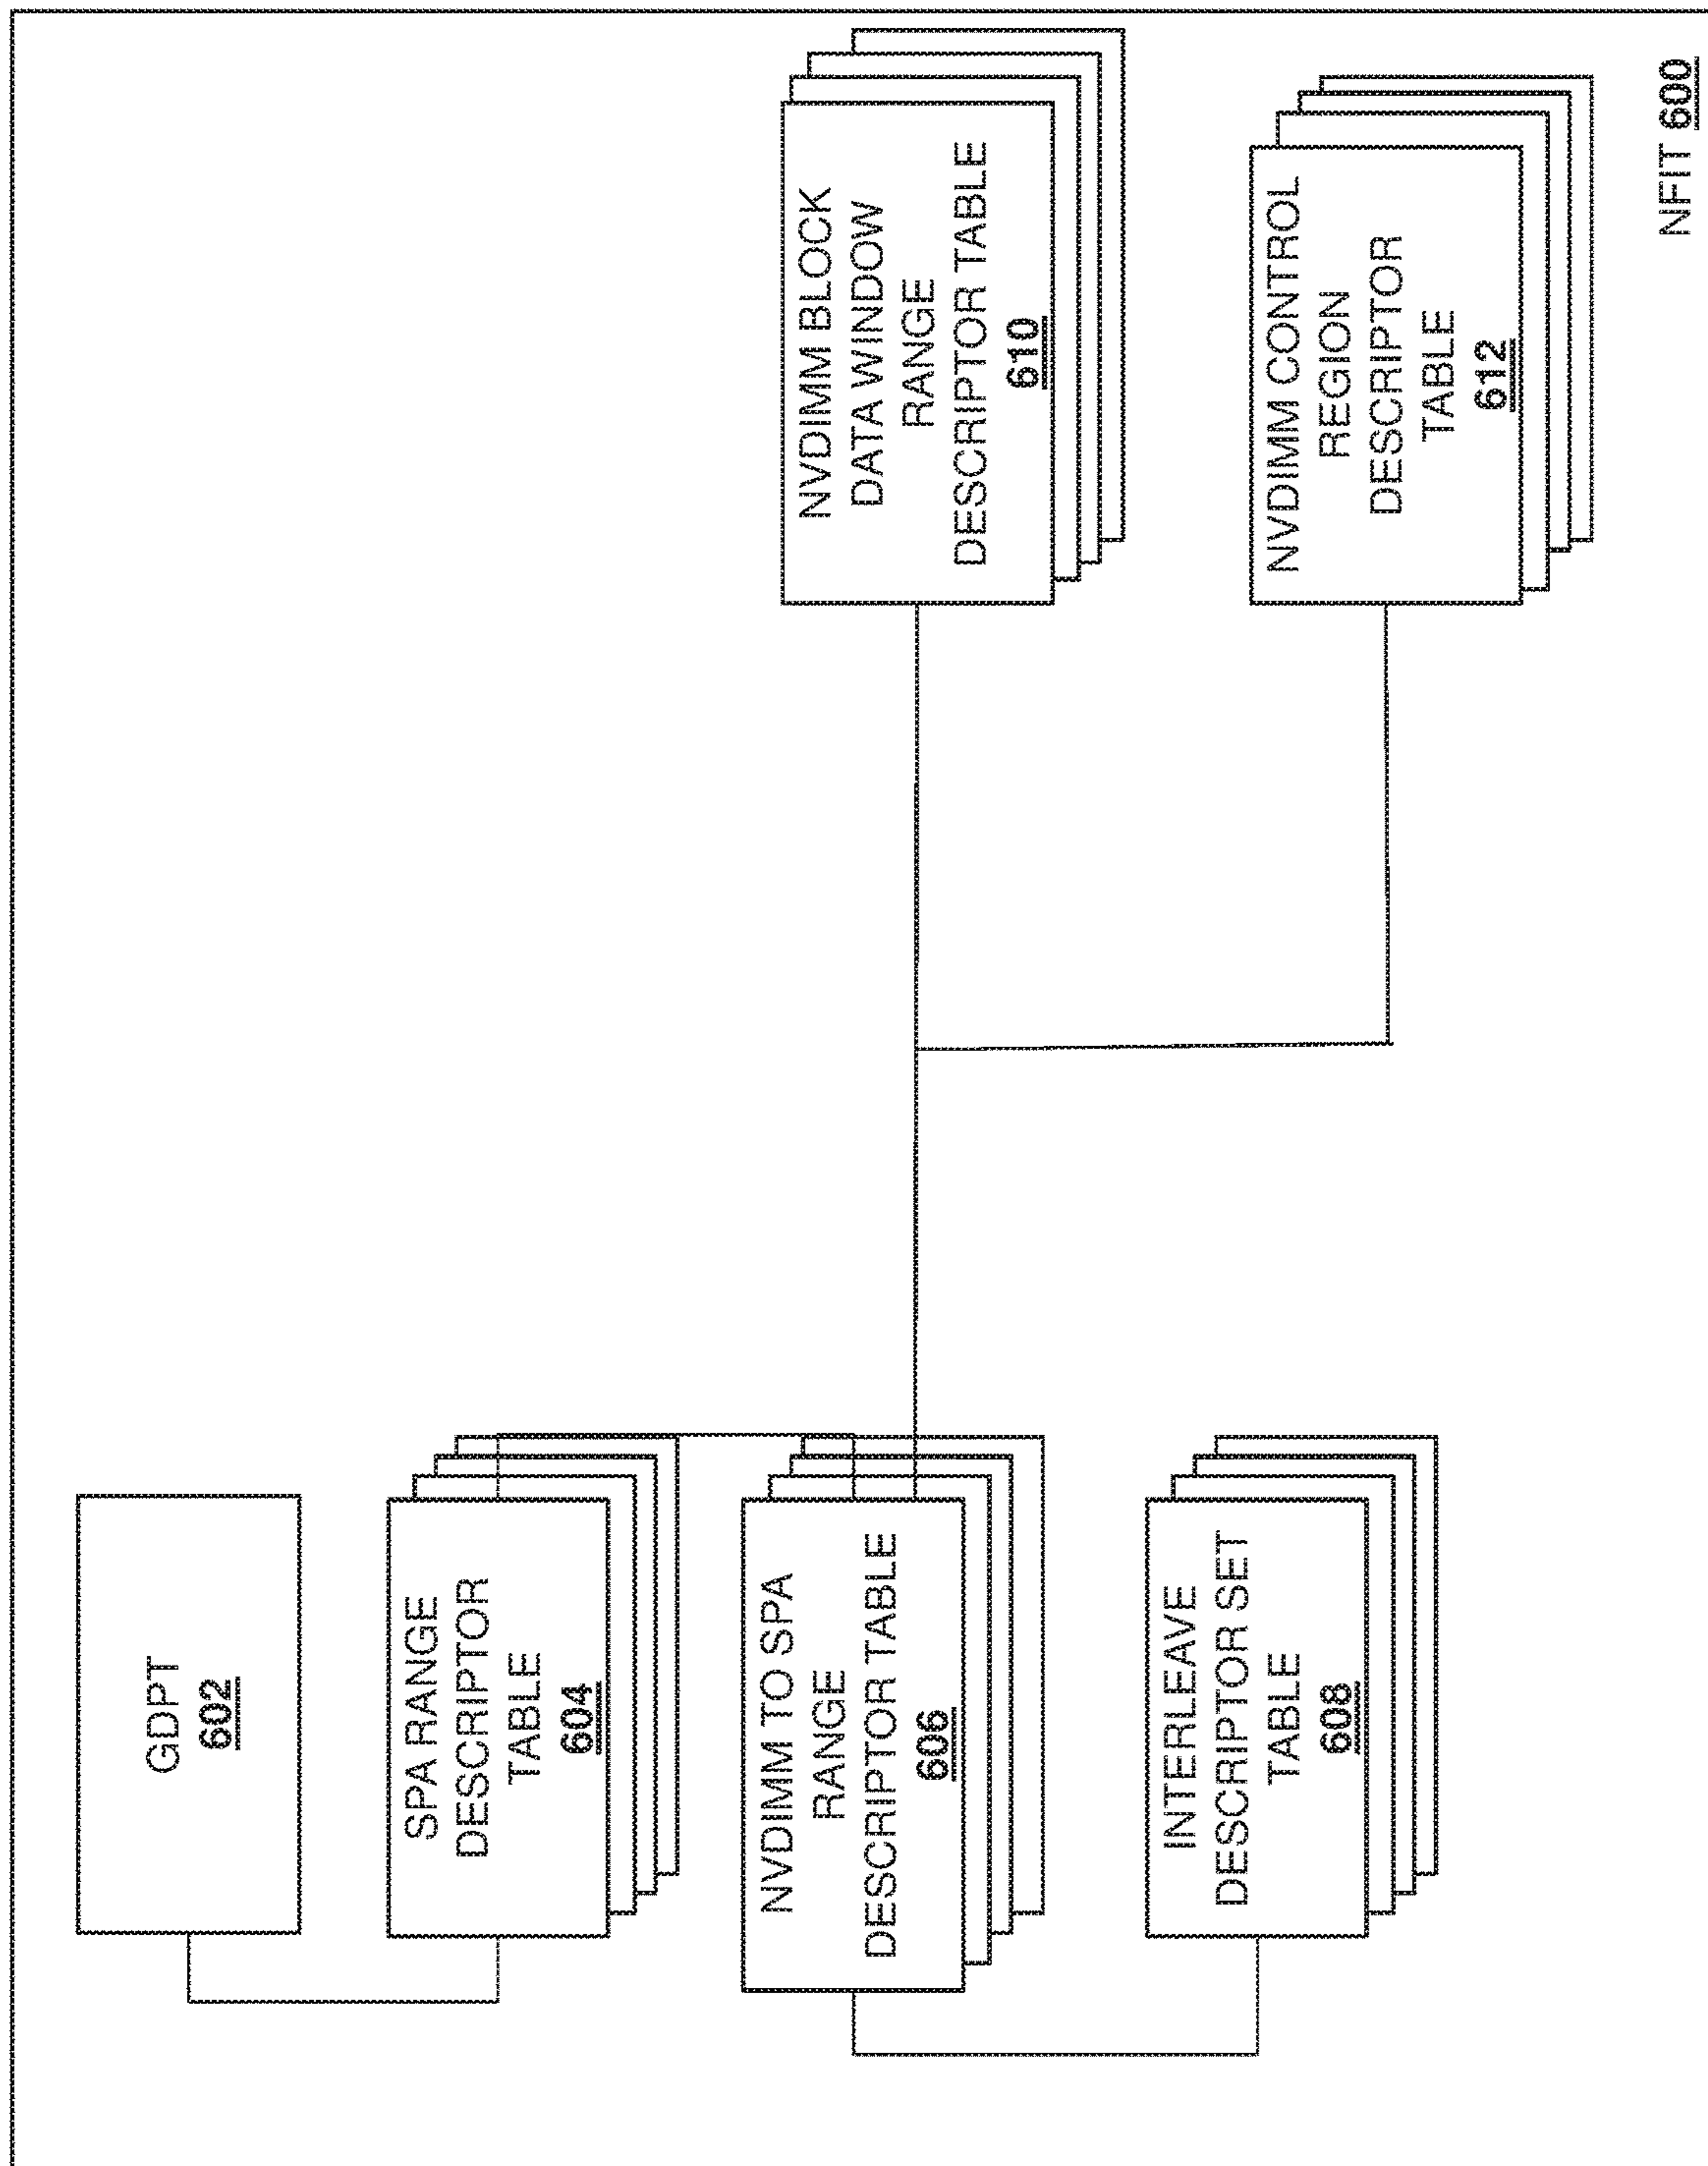 GDPT
602
SPA RANGE
DESCRIPTOR
TABLE
604
NVDIMM TO SPA
RANGE
DESCRIPTOR TABLE
606
INTERLEAVE
DESCRIPTOR SET
TABLE
608
NVDIMM BLOCK
DATA WINDOW
RANGE
DESCRIPTOR TABLE
610
NVDIMM CONTROL
REGION
DESCRIPTOR
TABLE
612
NFIT 600